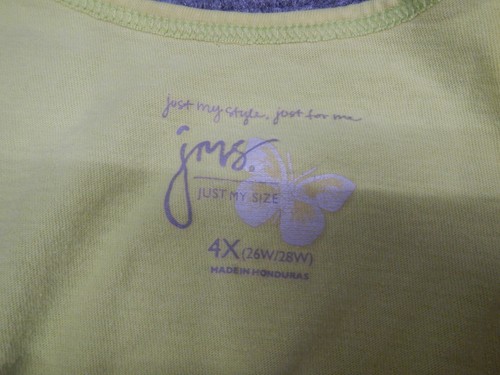 just my style. just for me
jms.
JUST MY SIZE
4X (26W/28W)
MADE IN HONDURAS